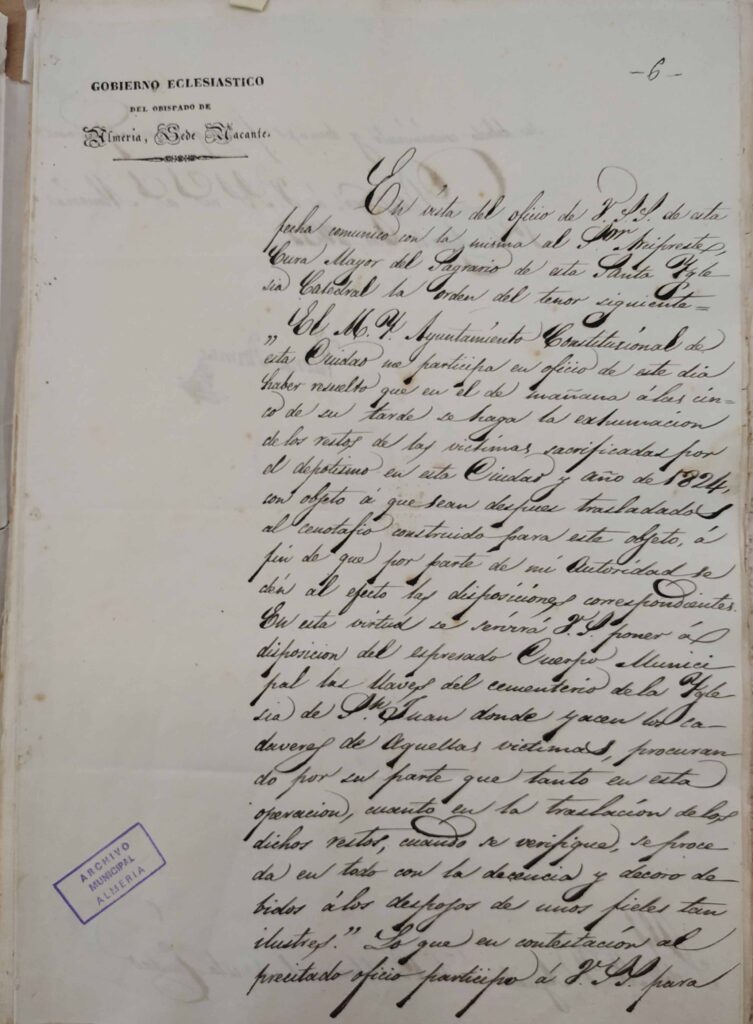 - 6 -
GOBIERNO ECLESIASTICO
DEL OBISPADO DE
Almeria, Sede Vacante.
En vista del oficio de V.SS. de esta
fecha comunico con la misma al Sor Arcipreste,
Cura Mayor del Sagrario de esta Santa Ygle
sia Catedral la orden del tenor siguiente=
„ El M. Y. Ayuntamiento Constitucional de
esta Ciudad me participa en oficio de este dia
haber resuelto que en el de mañana á las cin-
co de su tarde se haga la exhumacion
de los restos de las victimas sacrificadas por
el depotismo en esta Ciudad y año de 1824,
con objeto á que sean despues trasladados
al cenotafio construido para este objeto, á
fin de que por parte de mi autoridad se
dén al efecto las disposiciones correspondientes.
En esta virtud se servirá V.S. poner á
disposicion del espresado Cuerpo Munici
pal las llaves del cementerio de la Ygle
sia de Sn. Juan donde yacen los ca-
daveres de aquellas victimas, procuran
do por su parte que tanto en esta
operacion, cuanto en la traslacion de los
dichos restos, cuando se verifique, se proce
da en todo con la decencia y decoro de
bidos á los despojos de unos fieles tan
ilustres.” Lo que en contestación al
precitado oficio participo á V.SS. para
ARCHIVO
MUNICIPAL
ALMERIA